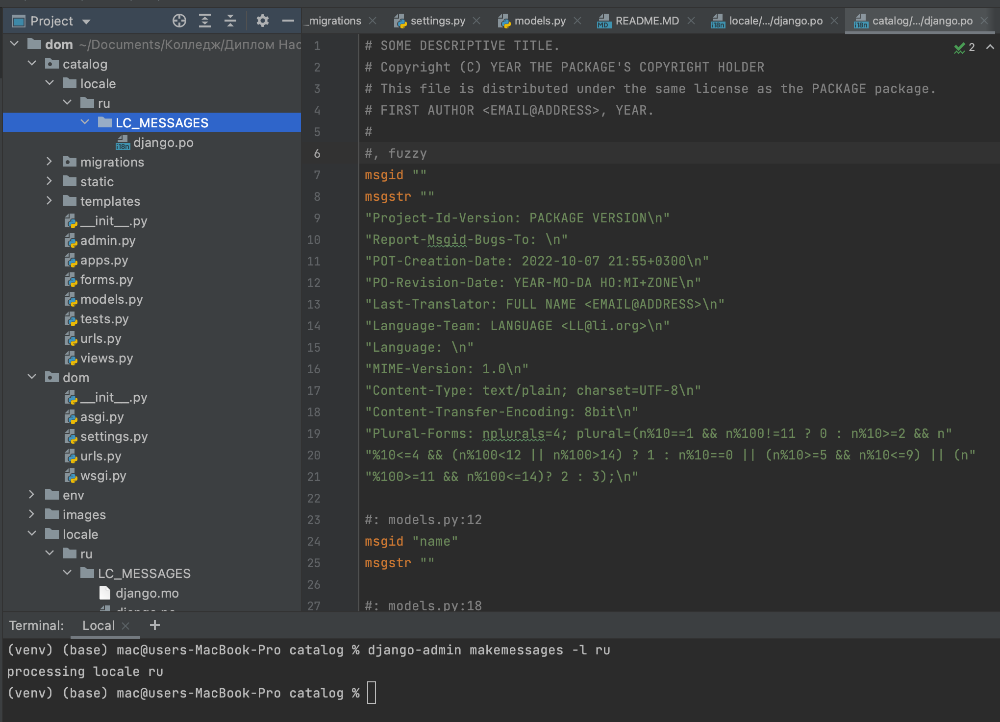 Project
_migrations
settings.py
models.py
README.MD
locale/.../django.po
catalog/.../django.po
dom ~/Documents/Колледж/Диплом Нас
catalog
locale
ru
LC_MESSAGES
django.po
migrations
static
templates
__init__.py
admin.py
apps.py
forms.py
models.py
tests.py
urls.py
views.py
dom
__init__.py
asgi.py
settings.py
urls.py
wsgi.py
env
images
locale
ru
LC_MESSAGES
django.mo
django.po
2
1 # SOME DESCRIPTIVE TITLE.
2 # Copyright (C) YEAR THE PACKAGE'S COPYRIGHT HOLDER
3 # This file is distributed under the same license as the PACKAGE package.
4 # FIRST AUTHOR <EMAIL@ADDRESS>, YEAR.
5 #
6 #, fuzzy
7 msgid ""
8 msgstr ""
9 "Project-Id-Version: PACKAGE VERSION\n"
10 "Report-Msgid-Bugs-To: \n"
11 "POT-Creation-Date: 2022-10-07 21:55+0300\n"
12 "PO-Revision-Date: YEAR-MO-DA HO:MI+ZONE\n"
13 "Last-Translator: FULL NAME <EMAIL@ADDRESS>\n"
14 "Language-Team: LANGUAGE <LL@li.org>\n"
15 "Language: \n"
16 "MIME-Version: 1.0\n"
17 "Content-Type: text/plain; charset=UTF-8\n"
18 "Content-Transfer-Encoding: 8bit\n"
19 "Plural-Forms: nplurals=4; plural=(n%10==1 && n%100!=11 ? 0 : n%10>=2 && n"
20 "%10<=4 && (n%100<12 || n%100>14) ? 1 : n%10==0 || (n%10>=5 && n%10<=9) || (n"
21 "%100>=11 && n%100<=14)? 2 : 3);\n"
22
23 #: models.py:12
24 msgid "name"
25 msgstr ""
26
27 #: models.py:18
Terminal: Local
(venv) (base) mac@users-MacBook-Pro catalog % django-admin makemessages -l ru
processing locale ru
(venv) (base) mac@users-MacBook-Pro catalog %